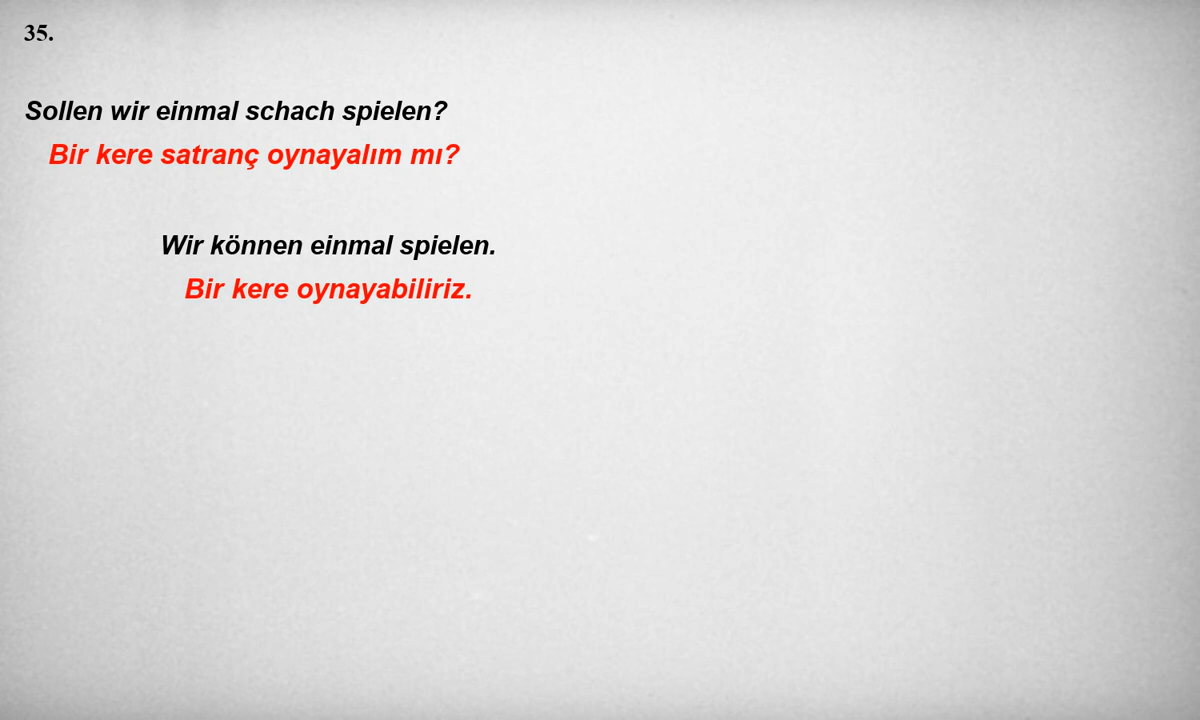 35.
Sollen wir einmal schach spielen?
Bir kere satranç oynayalım mı?
Wir können einmal spielen.
Bir kere oynayabiliriz.